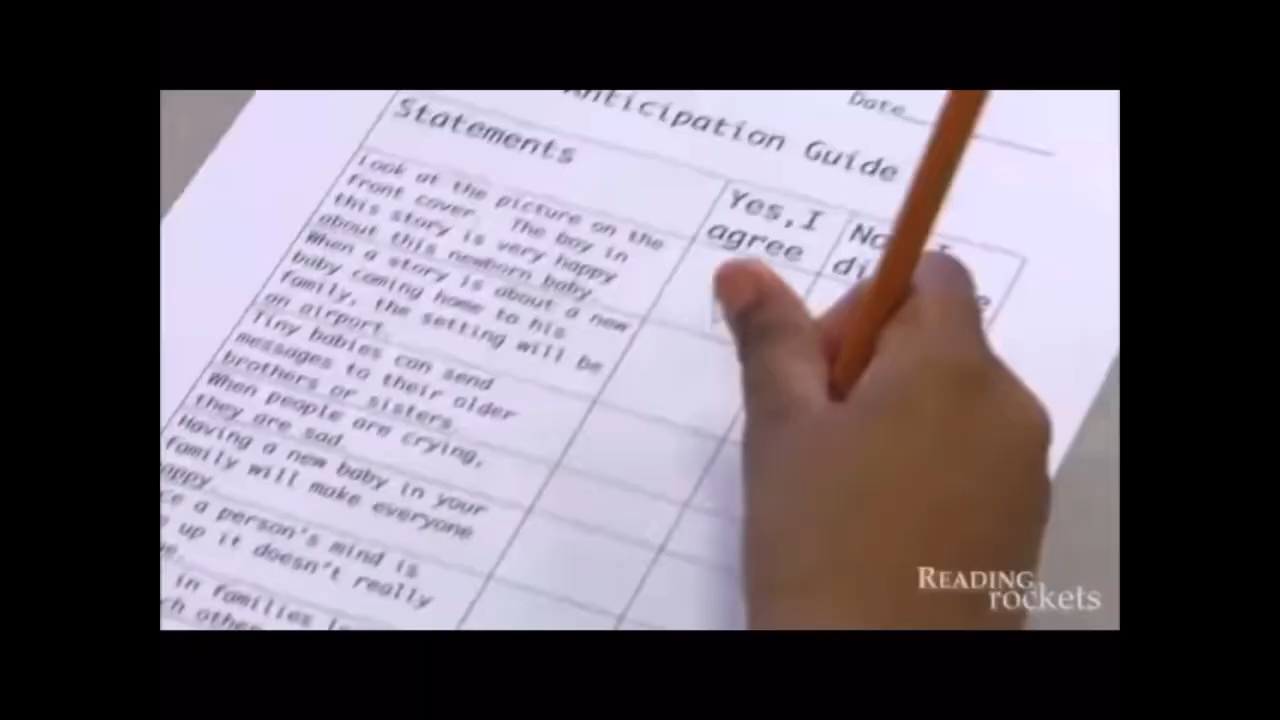 Date
Anticipation Guide
Statements
Yes, I
agree
No, I
di
Look at the picture on the
front cover. The boy in
this story is very happy
about this newborn baby
When a story is about a new
baby coming home to his
family, the setting will be
an airport.
Tiny babies can send
messages to their older
brothers or sisters.
When people are crying,
they are sad.
Having a new baby in your
family will make everyone
happy
a person's mind is
up it doesn't really
in families
READING
rockets